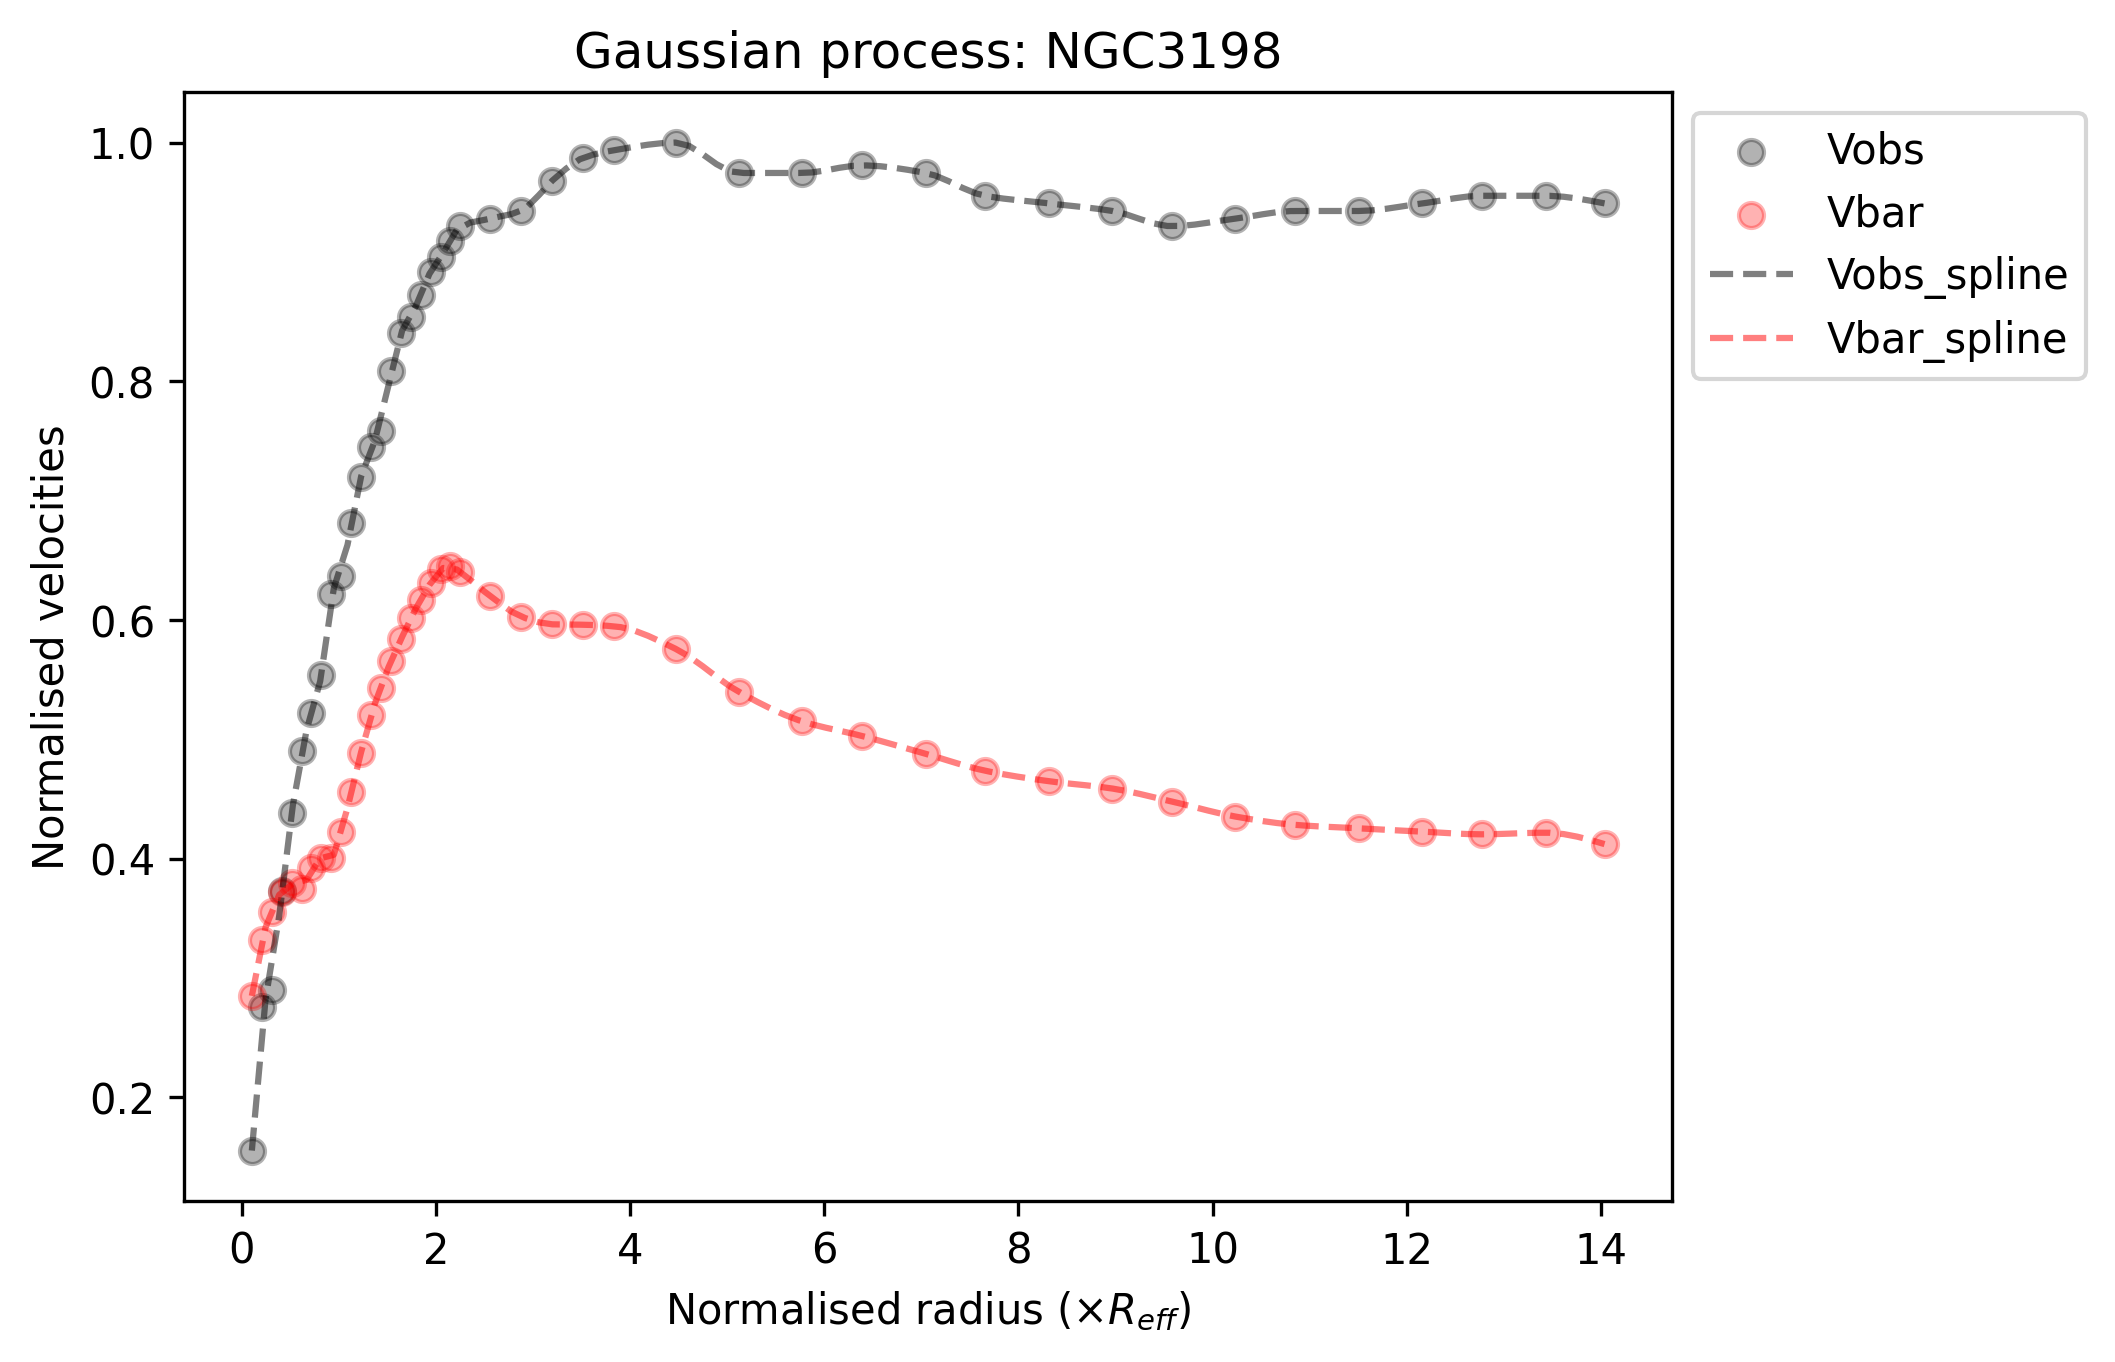 Gaussian process: NGC3198
1.0
0.8
0.6
0.4
0.2
Normalised velocities
0 2 4 6 8 10 12 14
Normalised radius (×R_eff)
Vobs
Vbar
Vobs_spline
Vbar_spline